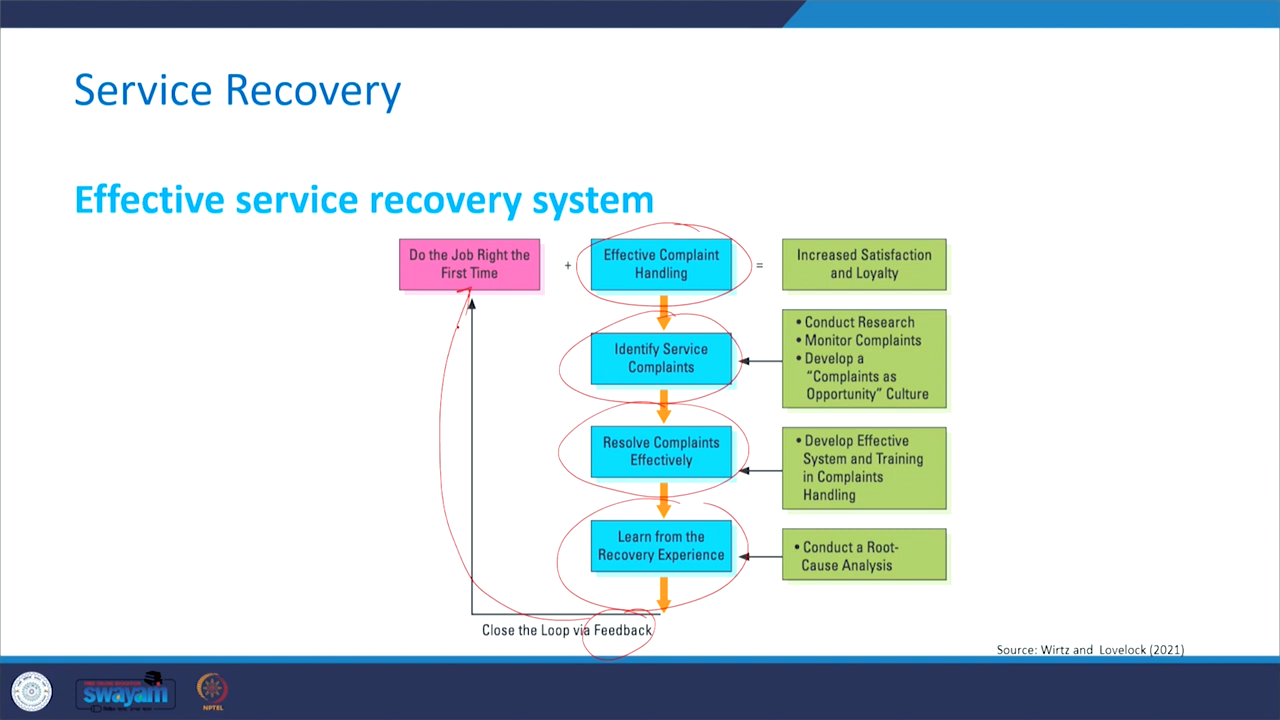 Service Recovery
Effective service recovery system
Do the Job Right the
First Time
+
Effective Complaint
Handling
=
Increased Satisfaction
and Loyalty
Identify Service
Complaints
• Conduct Research
• Monitor Complaints
• Develop a
"Complaints as
Opportunity" Culture
Resolve Complaints
Effectively
• Develop Effective
System and Training
in Complaints
Handling
Learn from the
Recovery Experience
• Conduct a Root-
Cause Analysis
Close the Loop via Feedback
Source: Wirtz and Lovelock (2021)
swayam
NPTEL